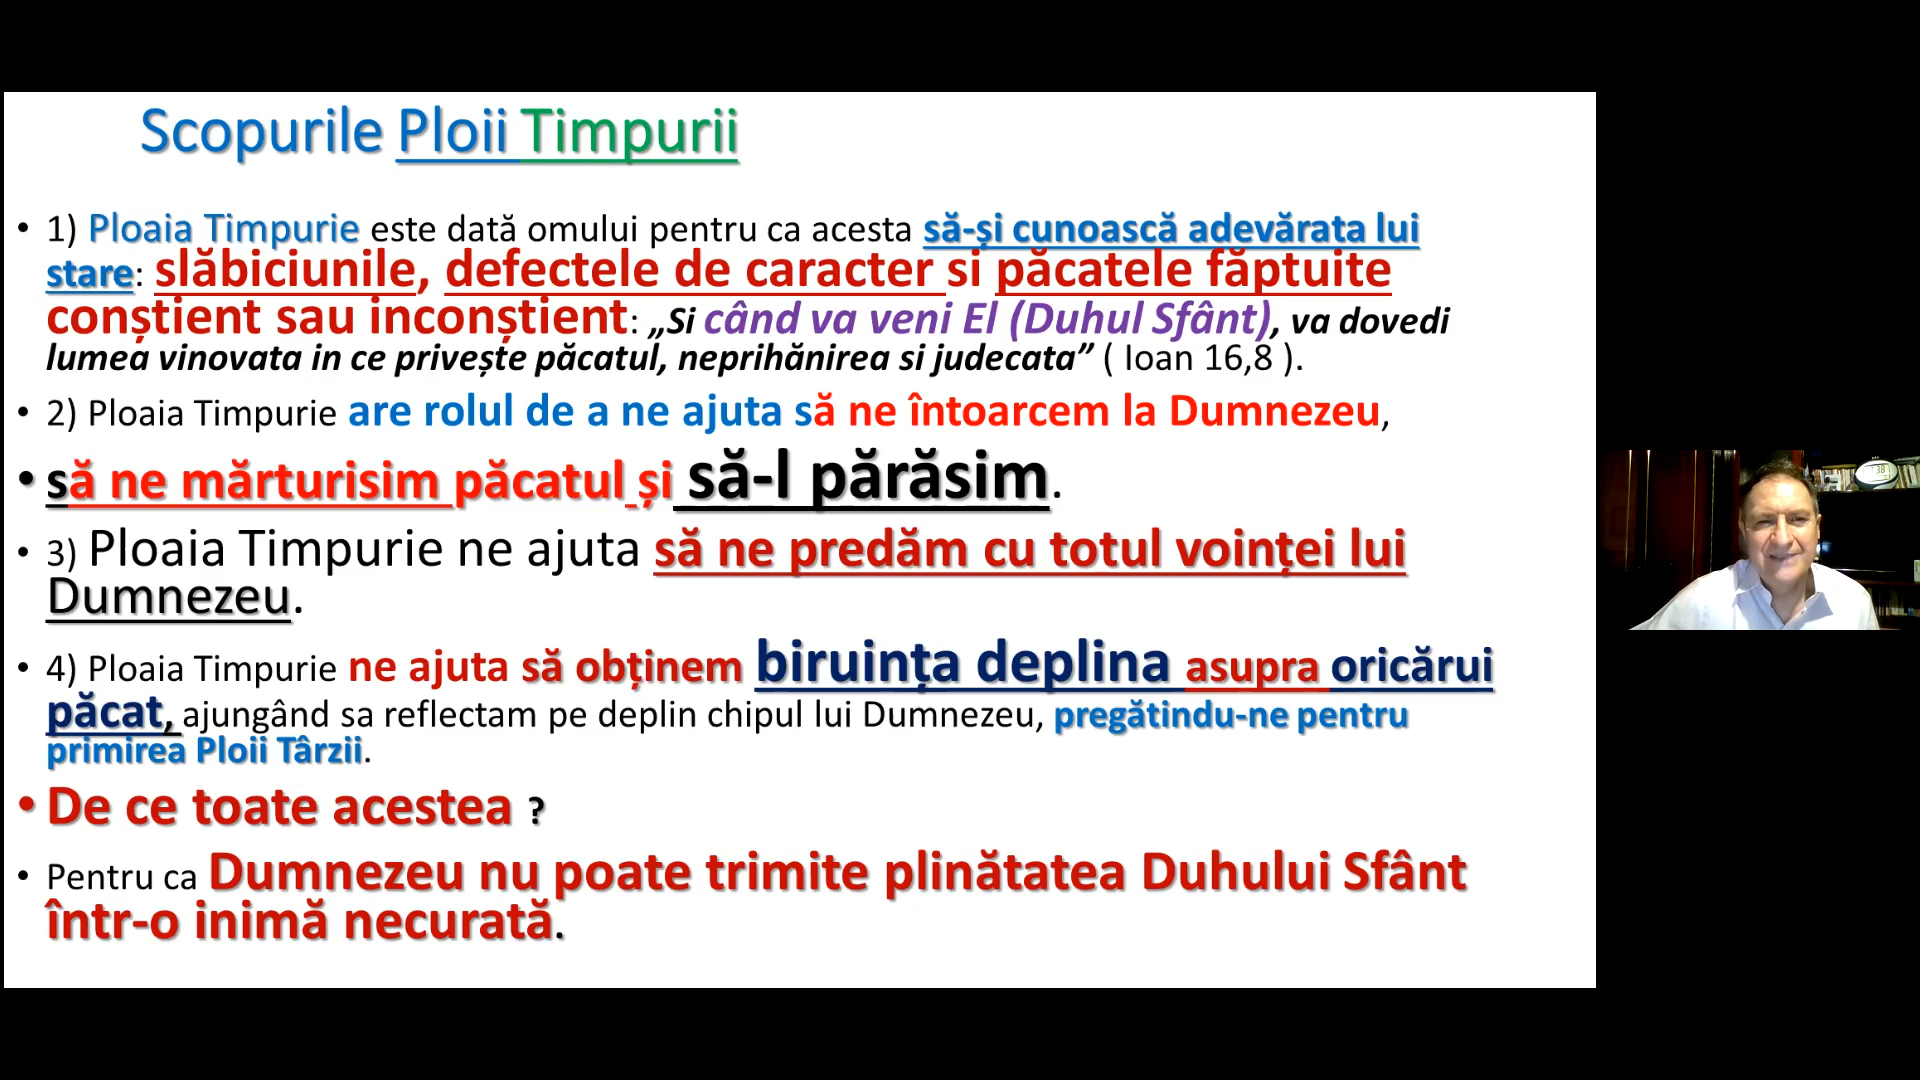 Scopurile Ploii Timpurii
• 1) Ploaia Timpurie este dată omului pentru ca acesta să-și cunoască adevărata lui
stare: slăbiciunile, defectele de caracter si păcatele făptuite
conștient sau inconștient: „Si când va veni El (Duhul Sfânt), va dovedi
lumea vinovata in ce privește păcatul, neprihănirea si judecata” ( Ioan 16,8 ).
• 2) Ploaia Timpurie are rolul de a ne ajuta să ne întoarcem la Dumnezeu,
• să ne mărturisim păcatul și să-l părăsim.
• 3) Ploaia Timpurie ne ajuta să ne predăm cu totul voinței lui
Dumnezeu.
• 4) Ploaia Timpurie ne ajuta să obținem biruința deplina asupra oricărui
păcat, ajungând sa reflectam pe deplin chipul lui Dumnezeu, pregătindu-ne pentru
primirea Ploii Târzii.
• De ce toate acestea ?
• Pentru ca Dumnezeu nu poate trimite plinătatea Duhului Sfânt
într-o inimă necurată.